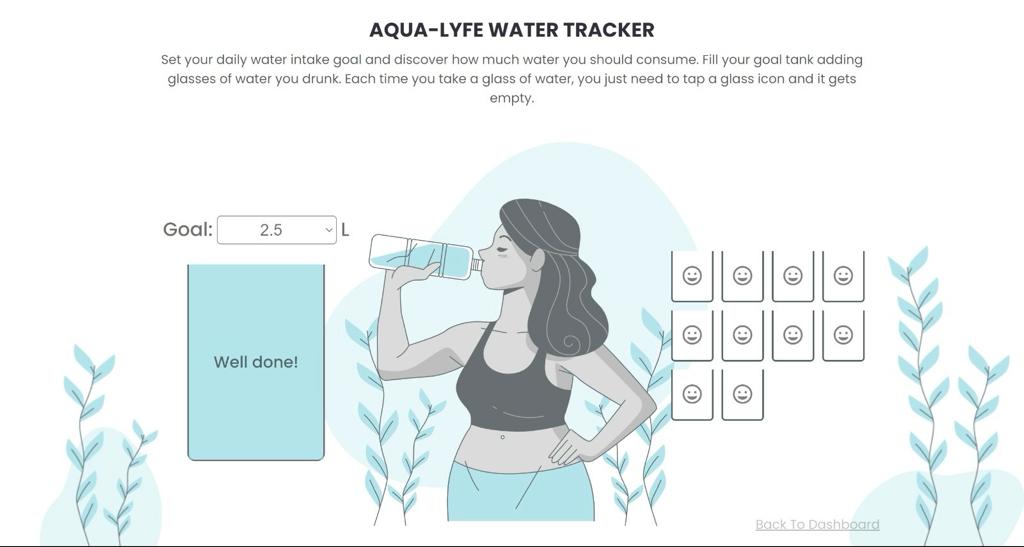 AQUA-LYFE WATER TRACKER
Set your daily water intake goal and discover how much water you should consume. Fill your goal tank adding
glasses of water you drunk. Each time you take a glass of water, you just need to tap a glass icon and it gets
empty.
Goal: 2.5 L
Well done!
Back To Dashboard